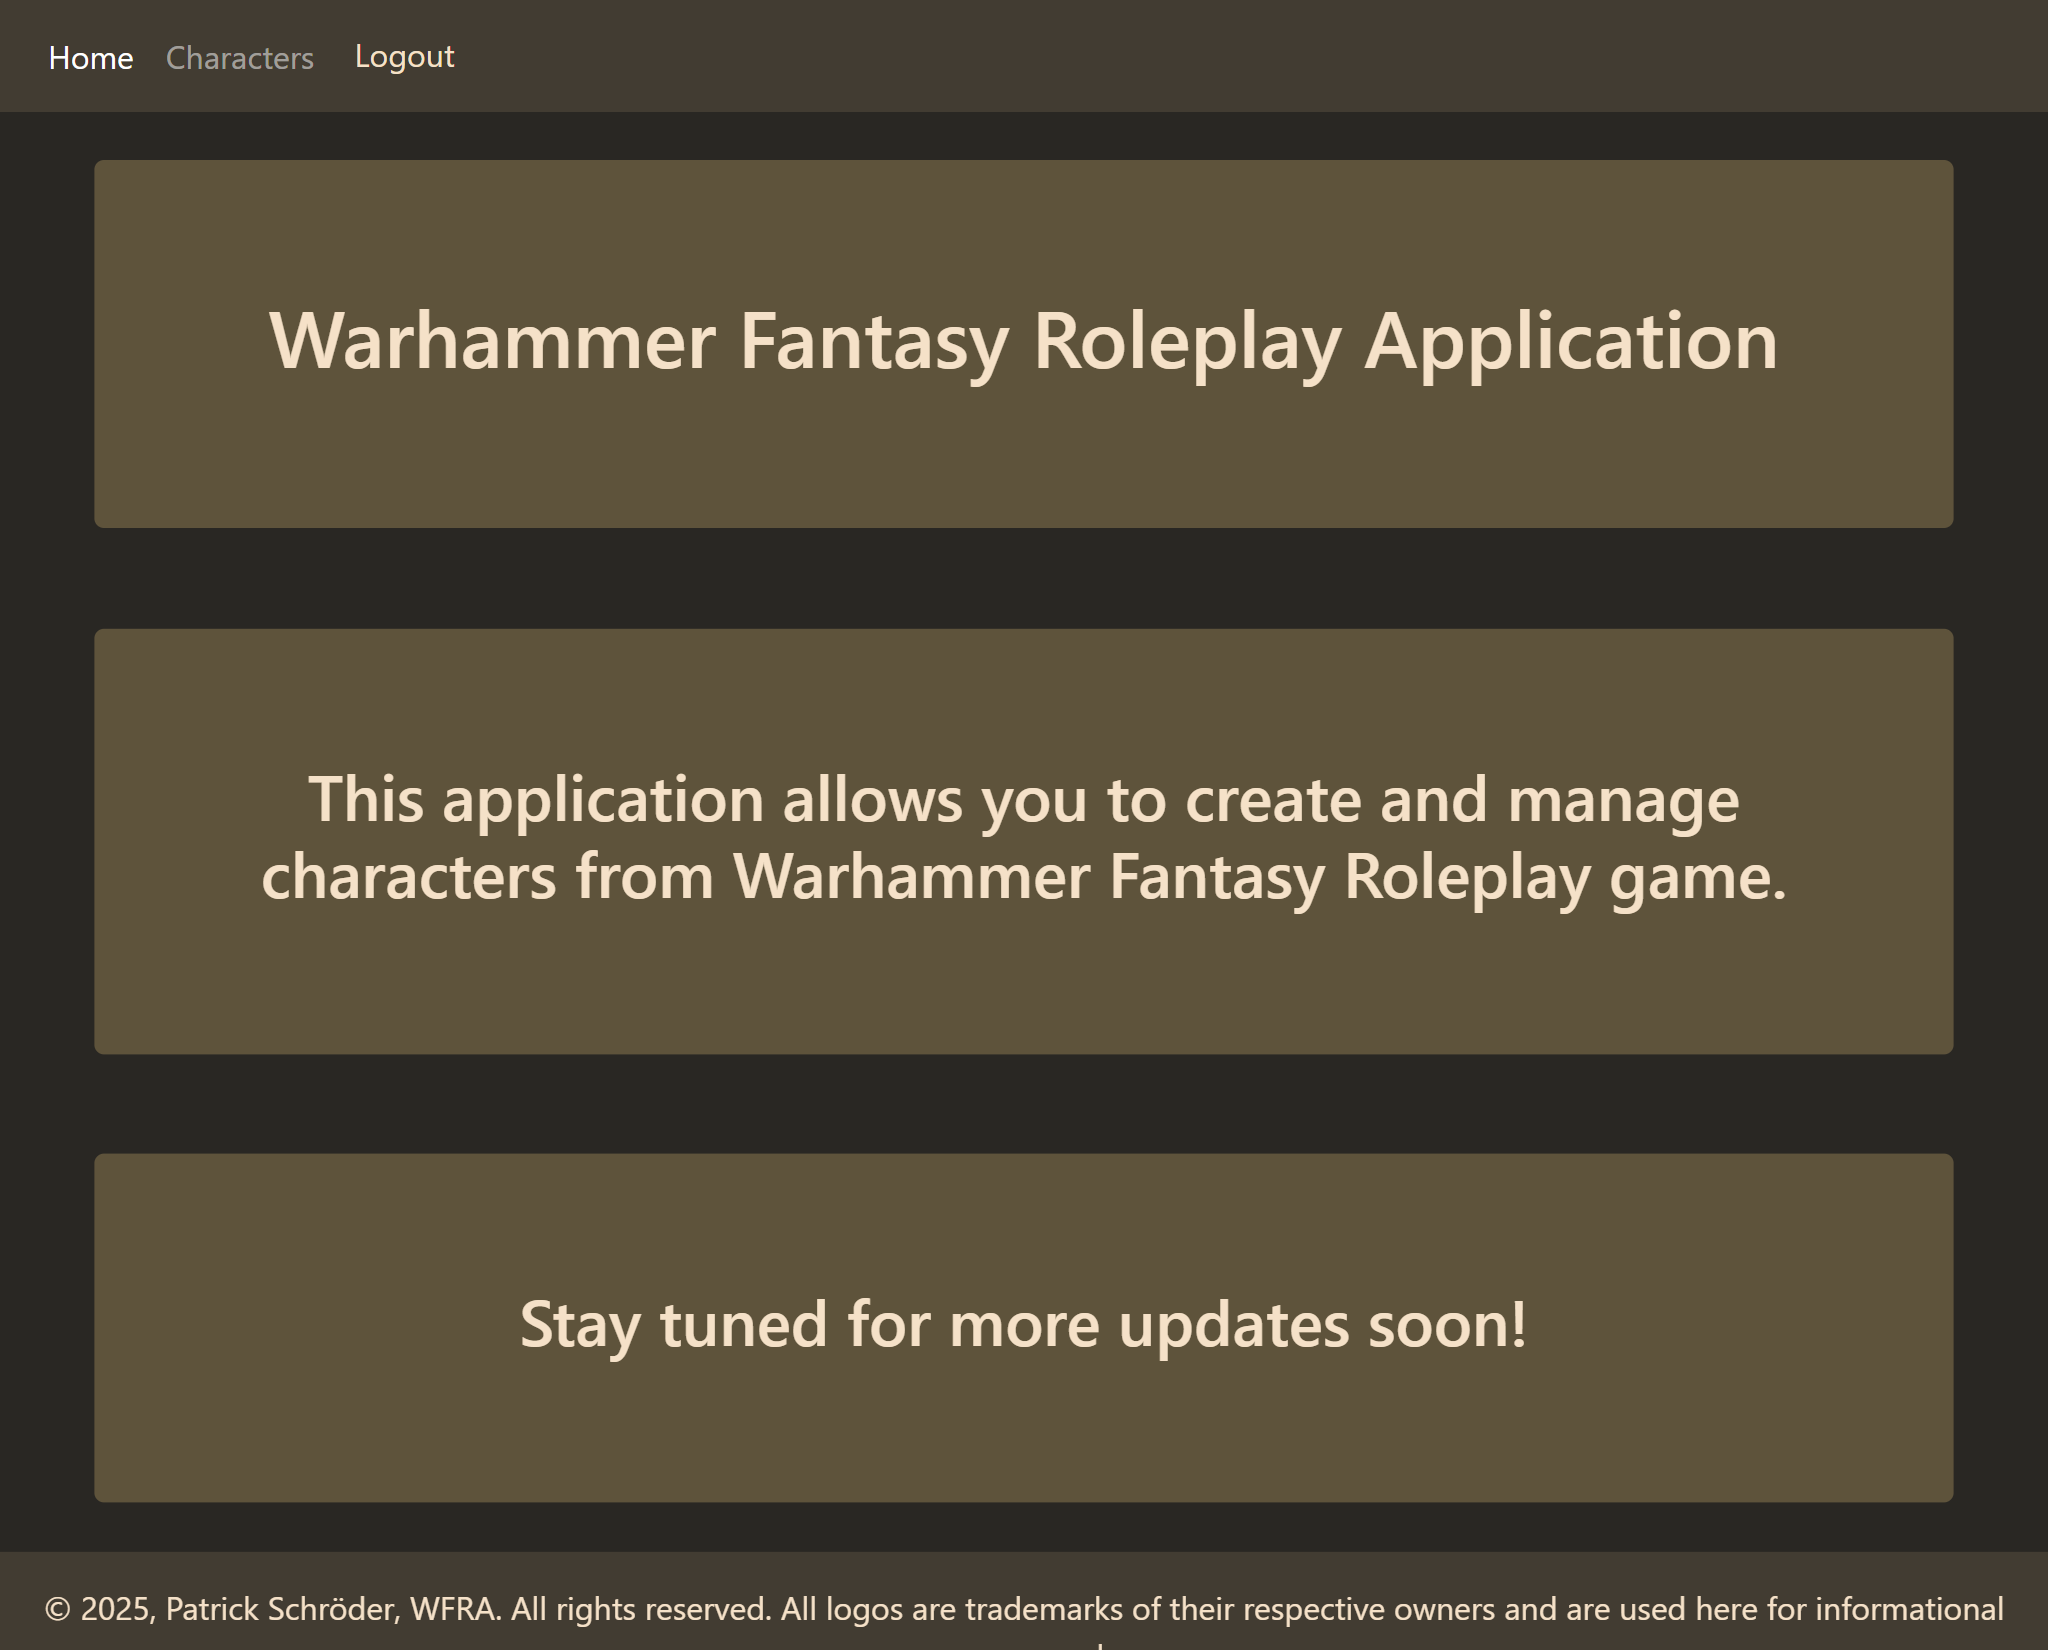 Home Characters Logout
Warhammer Fantasy Roleplay Application
This application allows you to create and manage
characters from Warhammer Fantasy Roleplay game.
Stay tuned for more updates soon!
© 2025, Patrick Schröder, WFRA. All rights reserved. All logos are trademarks of their respective owners and are used here for informational